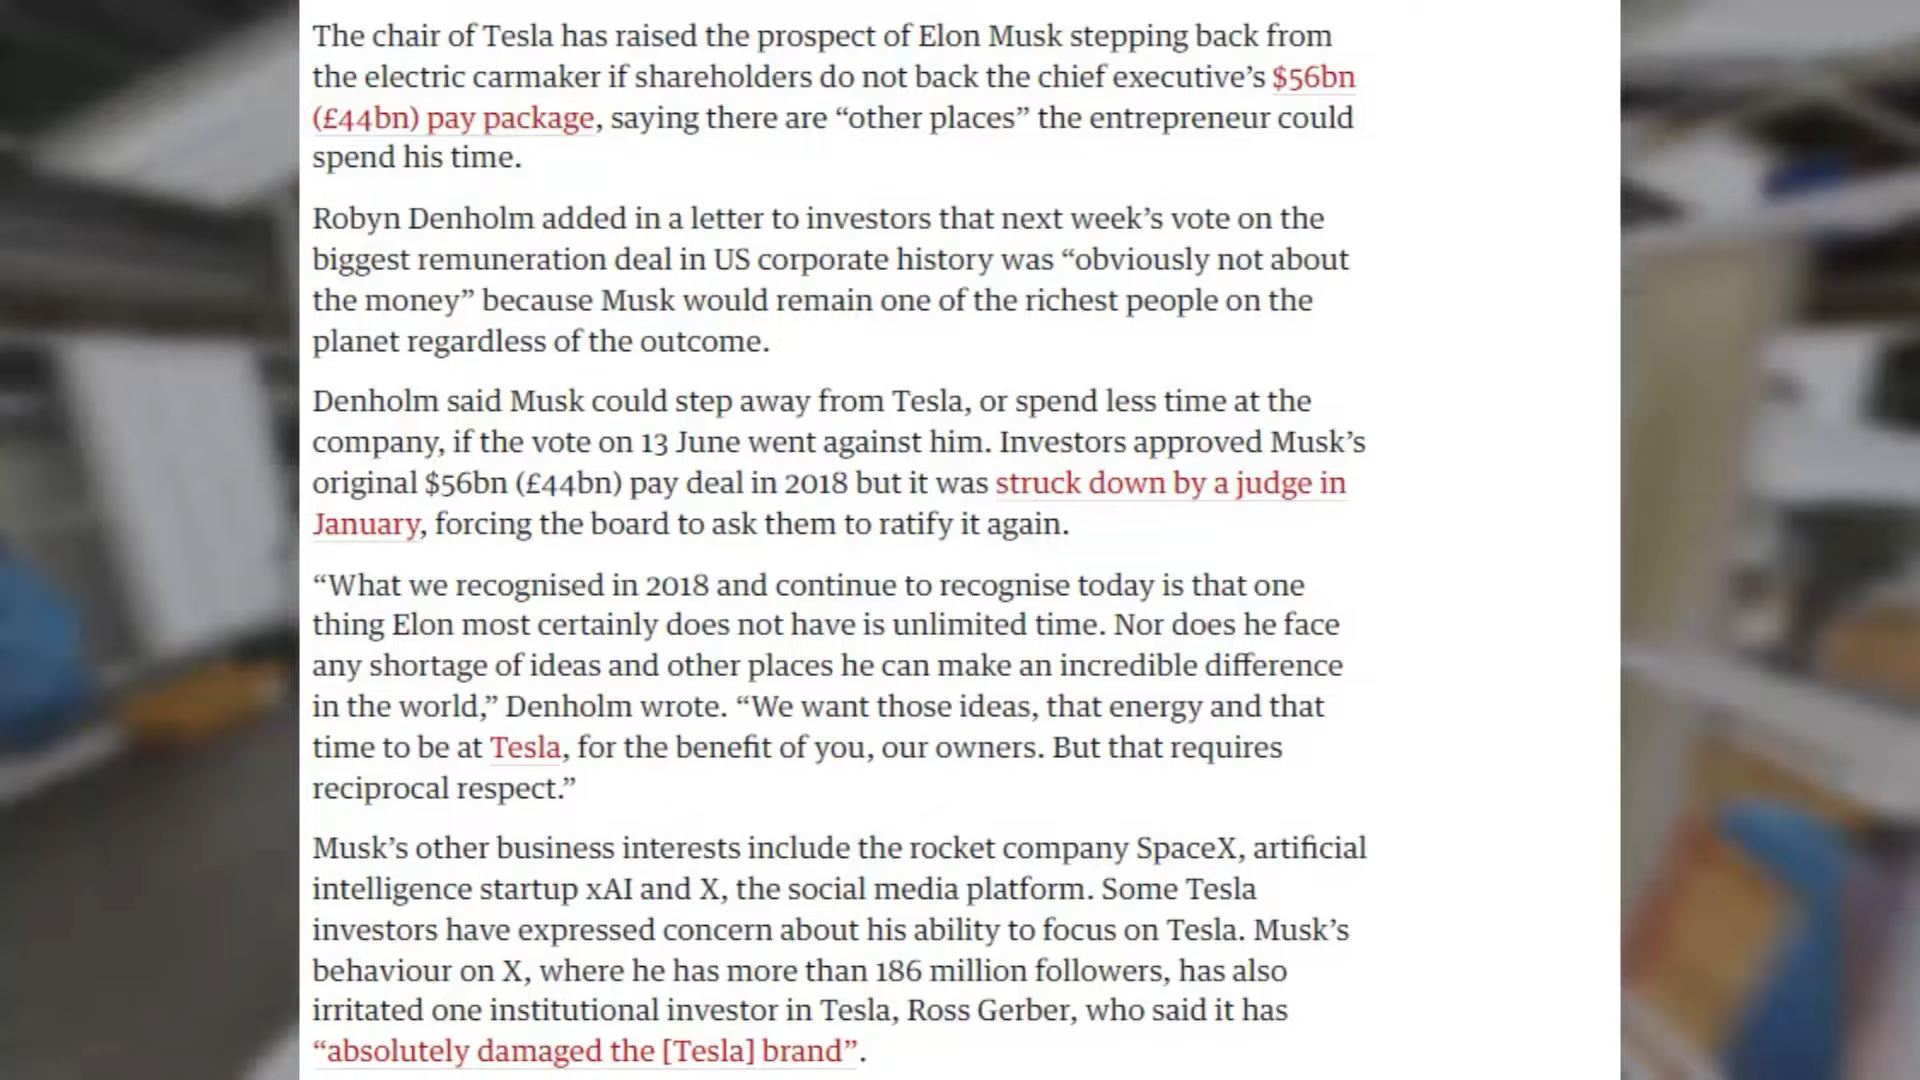 The chair of Tesla has raised the prospect of Elon Musk stepping back from
the electric carmaker if shareholders do not back the chief executive’s $56bn
(£44bn) pay package, saying there are “other places” the entrepreneur could
spend his time.
Robyn Denholm added in a letter to investors that next week’s vote on the
biggest remuneration deal in US corporate history was “obviously not about
the money” because Musk would remain one of the richest people on the
planet regardless of the outcome.
Denholm said Musk could step away from Tesla, or spend less time at the
company, if the vote on 13 June went against him. Investors approved Musk’s
original $56bn (£44bn) pay deal in 2018 but it was struck down by a judge in
January, forcing the board to ask them to ratify it again.
“What we recognised in 2018 and continue to recognise today is that one
thing Elon most certainly does not have is unlimited time. Nor does he face
any shortage of ideas and other places he can make an incredible difference
in the world,” Denholm wrote. “We want those ideas, that energy and that
time to be at Tesla, for the benefit of you, our owners. But that requires
reciprocal respect.”
Musk’s other business interests include the rocket company SpaceX, artificial
intelligence startup xAI and X, the social media platform. Some Tesla
investors have expressed concern about his ability to focus on Tesla. Musk’s
behaviour on X, where he has more than 186 million followers, has also
irritated one institutional investor in Tesla, Ross Gerber, who said it has
“absolutely damaged the [Tesla] brand”.